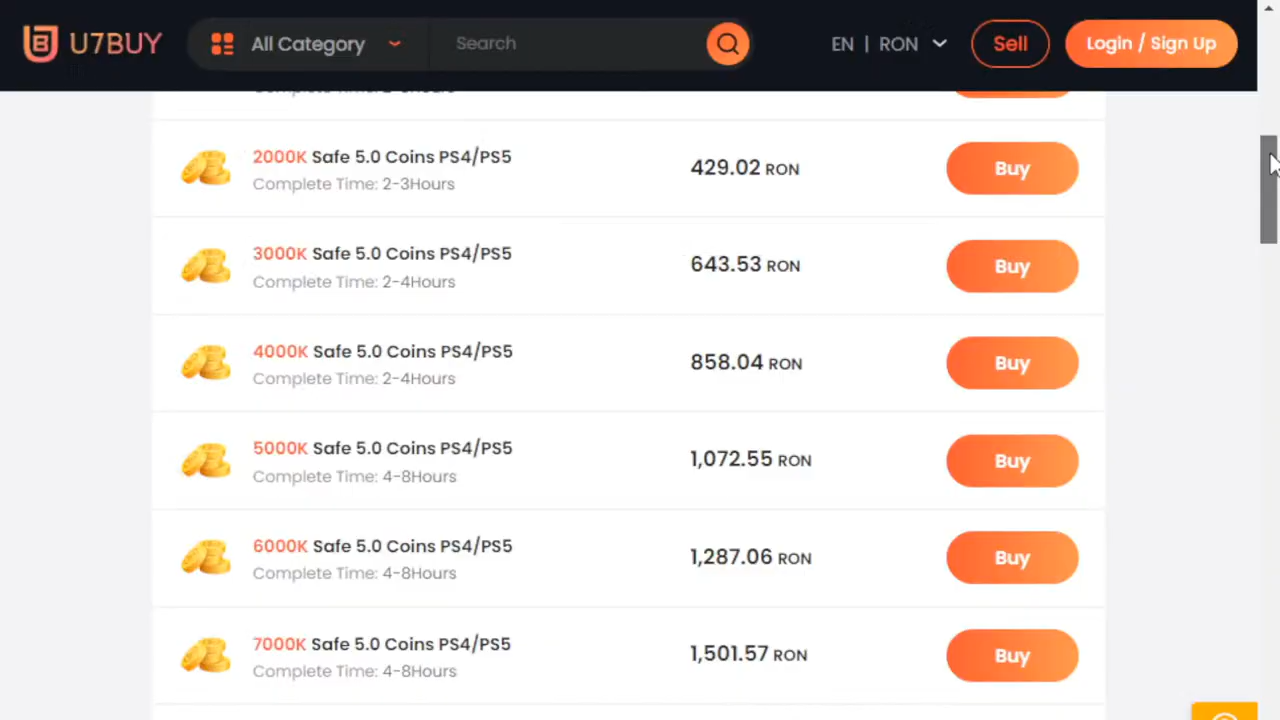 U7BUY
All Category
Search
EN | RON
Sell
Login / Sign Up
2000K Safe 5.0 Coins PS4/PS5
Complete Time: 2-3Hours
429.02 RON
Buy
3000K Safe 5.0 Coins PS4/PS5
Complete Time: 2-4Hours
643.53 RON
Buy
4000K Safe 5.0 Coins PS4/PS5
Complete Time: 2-4Hours
858.04 RON
Buy
5000K Safe 5.0 Coins PS4/PS5
Complete Time: 4-8Hours
1,072.55 RON
Buy
6000K Safe 5.0 Coins PS4/PS5
Complete Time: 4-8Hours
1,287.06 RON
Buy
7000K Safe 5.0 Coins PS4/PS5
Complete Time: 4-8Hours
1,501.57 RON
Buy